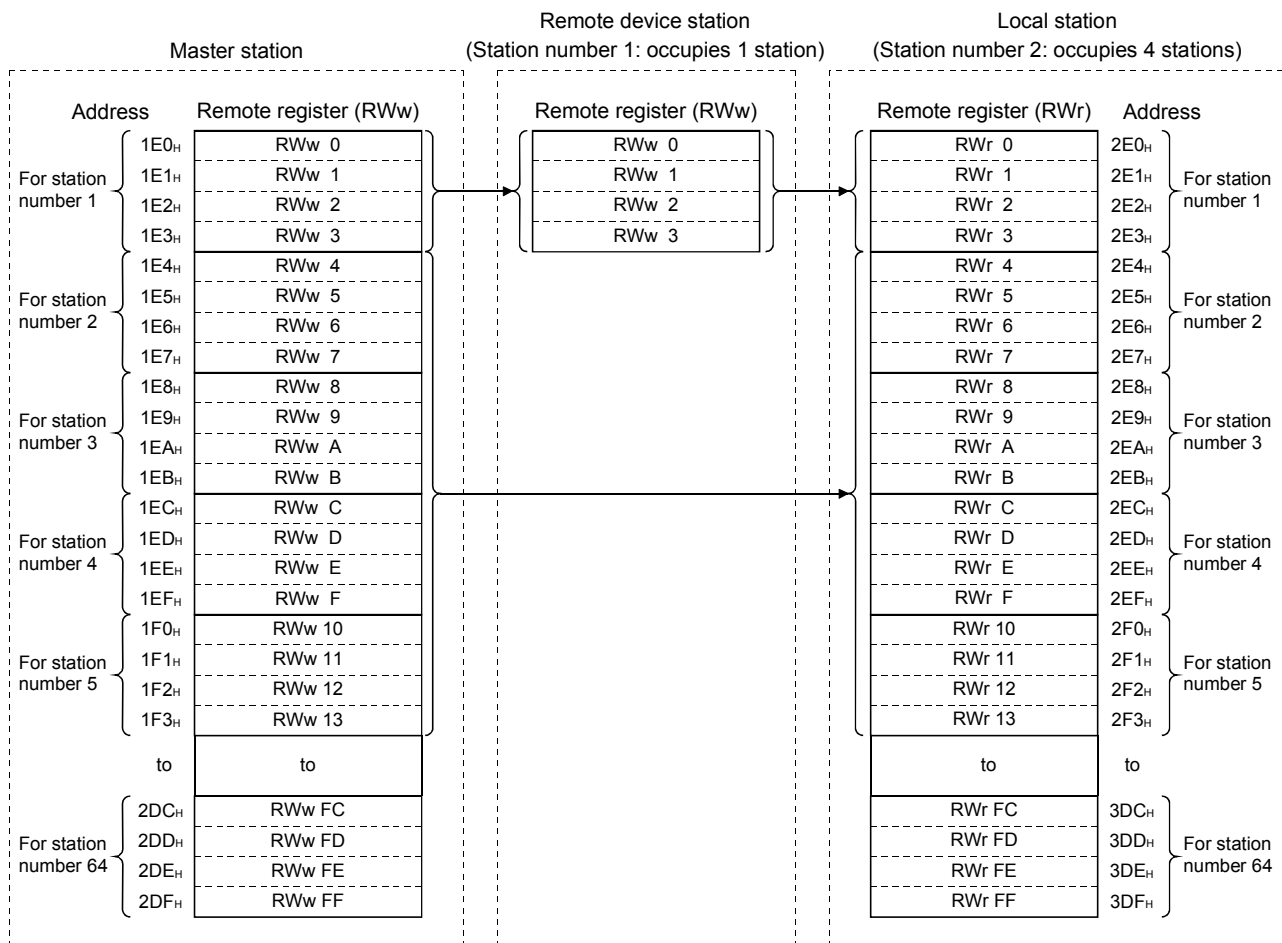 Remote device station
(Station number 1: occupies 1 station)
Local station
(Station number 2: occupies 4 stations)
Master station
Address Remote register (RWw) Remote register (RWw) Remote register (RWr) Address
1E0H RWw 0 RWw 0 RWr 0 2E0H
For station number 1 1E1H RWw 1 RWw 1 RWr 1 2E1H For station number 1
1E2H RWw 2 RWw 2 RWr 2 2E2H
1E3H RWw 3 RWw 3 RWr 3 2E3H
1E4H RWw 4 RWr 4 2E4H
For station number 2 1E5H RWw 5 RWr 5 2E5H For station number 2
1E6H RWw 6 RWr 6 2E6H
1E7H RWw 7 RWr 7 2E7H
1E8H RWw 8 RWr 8 2E8H
For station number 3 1E9H RWw 9 RWr 9 2E9H For station number 3
1EAH RWw A RWr A 2EAH
1EBH RWw B RWr B 2EBH
1ECH RWw C RWr C 2ECH
For station number 4 1EDH RWw D RWr D 2EDH For station number 4
1EEH RWw E RWr E 2EEH
1EFH RWw F RWr F 2EFH
1F0H RWw 10 RWr 10 2F0H
For station number 5 1F1H RWw 11 RWr 11 2F1H For station number 5
1F2H RWw 12 RWr 12 2F2H
1F3H RWw 13 RWr 13 2F3H
to to to to
2DCH RWw FC RWr FC 3DCH
For station number 64 2DDH RWw FD RWr FD 3DDH For station number 64
2DEH RWw FE RWr FE 3DEH
2DFH RWw FF RWr FF 3DFH